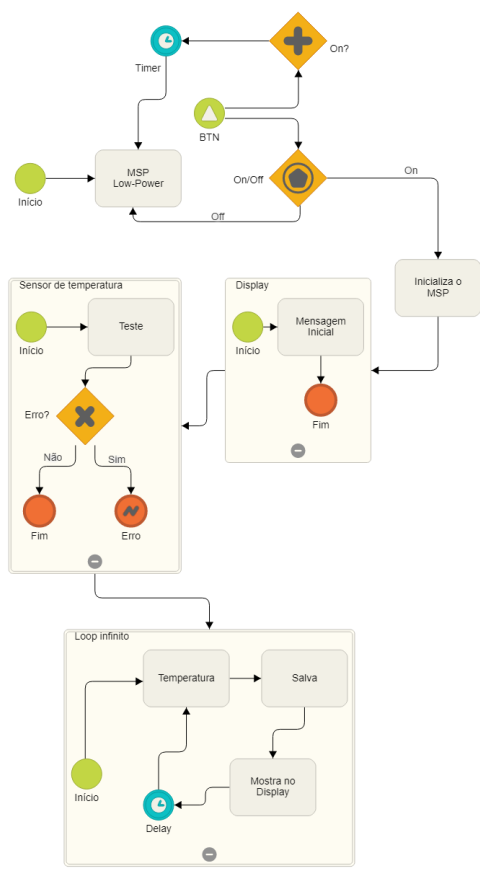 On?
Timer
BTN
MSP
Low-Power
On/Off
On
Início
Off
Inicializa o
MSP
Sensor de temperatura
Teste
Início
Erro?
Não
Sim
Fim
Erro
Display
Mensagem
Inicial
Início
Fim
Loop infinito
Temperatura
Salva
Mostra no
Display
Início
Delay